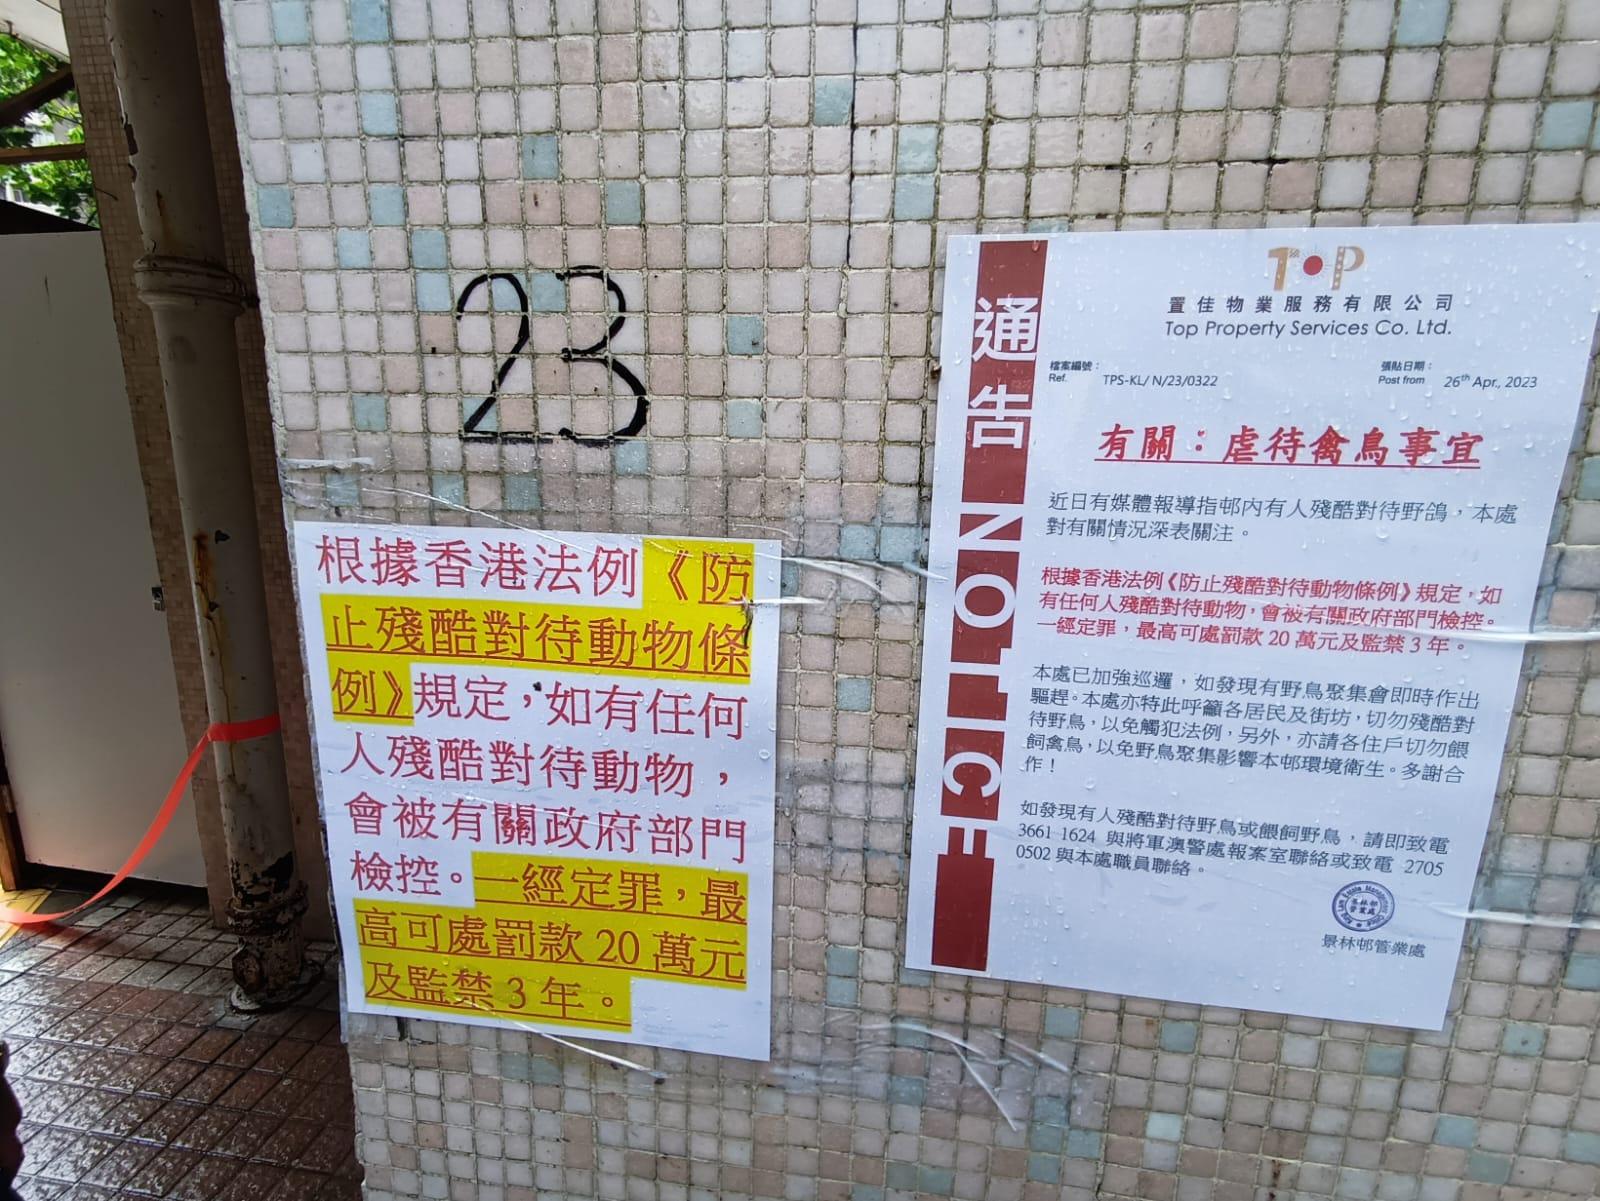 23
根據香港法例《防
止殘酷對待動物條
例》規定，如有任何
人殘酷對待動物，
會被有關政府部門
檢控。一經定罪，最
高可處罰款 20 萬元
及監禁 3 年。
通告 NOTICE
TOP
置佳物業服務有限公司
Top Property Services Co. Ltd.
檔案編號：
Ref. TPS-KL/ N/23/0322
張貼日期：
Post from 26th Apr., 2023
有關：虐待禽鳥事宜
近日有媒體報導指邨內有人殘酷對待野鴿，本處
對有關情況深表關注。
根據香港法例《防止殘酷對待動物條例》規定，如
有任何人殘酷對待動物，會被有關政府部門檢控。
一經定罪，最高可處罰款 20 萬元及監禁 3 年。
本處已加強巡邏，如發現有野鳥聚集會即時作出
驅趕。本處亦特此呼籲各居民及街坊，切勿殘酷對
待野鳥，以免觸犯法例，另外，亦請各住戶切勿餵
飼禽鳥，以免野鳥聚集影響本邨環境衛生。多謝合
作！
如發現有人殘酷對待野鳥或餵飼野鳥，請即致電
3661 1624 與將軍澳警處報案室聯絡或致電 2705
0502 與本處職員聯絡。
景林邨
管業處
景林邨管業處